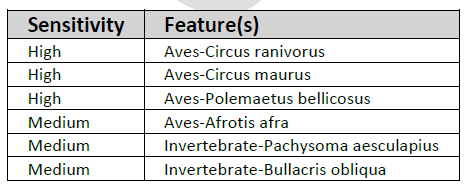 Sensitivity Feature(s)
High Aves-Circus ranivorus
High Aves-Circus maurus
High Aves-Polemaetus bellicosus
Medium Aves-Afrotis afra
Medium Invertebrate-Pachysoma aesculapius
Medium Invertebrate-Bullacris obliqua